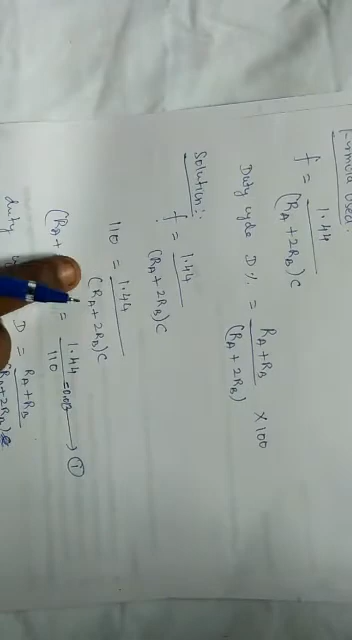 Formula Used:
f = 1.44 / (RA + 2RB) C
Duty cycle D% = RA + RB / (RA + 2RB) × 100
Solution:
f = 1.44 / (RA + 2RB) C
110 = 1.44 / (RA + 2RB) C
(RA + = 1.44 / 110 = 0.013 → ①
duty
D = RA + RB / (RA + 2RB)